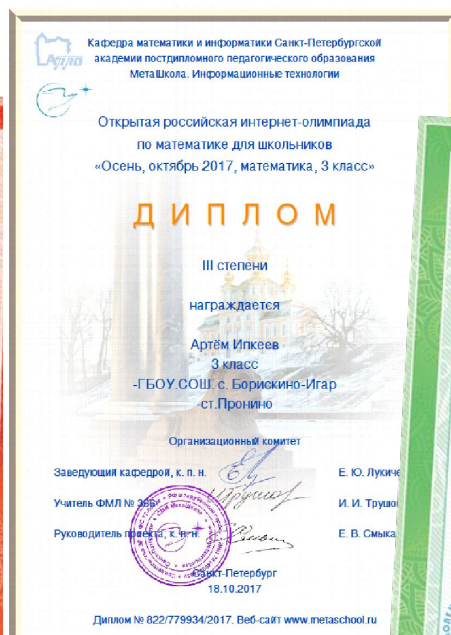 Кафедра математики и информатики Санкт-Петербургской
академии постдипломного педагогического образования
МетаШкола. Информационные технологии
Открытая российская интернет-олимпиада
по математике для школьников
«Осень, октябрь 2017, математика, 3 класс»
ДИПЛОМ
III степени
награждается
Артём Ипкеев
3 класс
-ГБОУ.СОШ. с. Борискино-Игар
-ст.Пронино
Организационный комитет
Заведующий кафедрой, к. п. н. Е. Ю. Лукиче
Учитель ФМЛ № И. И. Трушо
Руководитель проекта, к. п. н. Е. В. Смыка
Санкт-Петербург
18.10.2017
Диплом № 822/779934/2017. Веб-сайт www.metaschool.ru